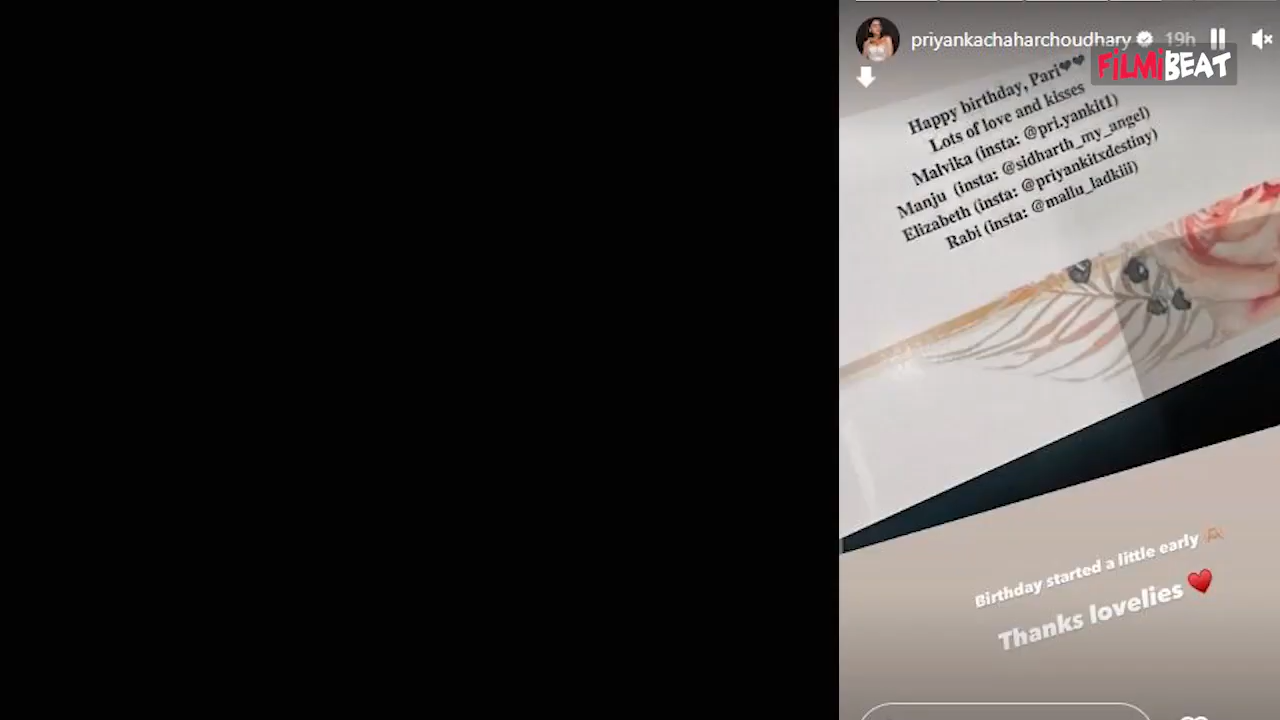 priyankachaharchoudhary 19h
FiLMiBEAT
Happy birthday, Pari❤❤
Lots of love and kisses
Malvika (insta: @pri.yankit1)
Manju (insta: @sidharth_my_angel)
Elizabeth (insta: @priyankitxdestiny)
Rabi (insta: @mallu_ladkiii)
Birthday started a little early
Thanks lovelies ❤️